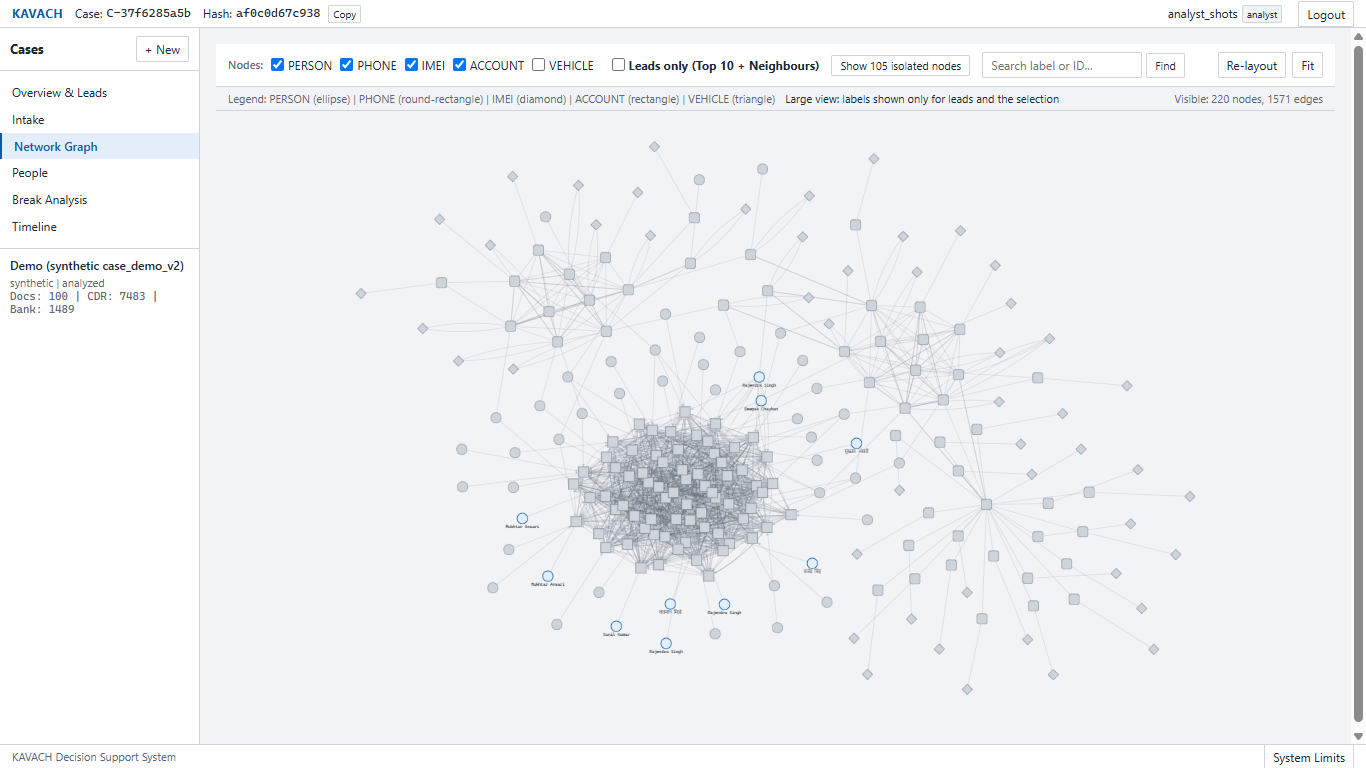 KAVACH Case: C-37f6285a5b Hash: af0c0d67c938 Copy analyst_shots analyst Logout
Cases + New
Overview & Leads
Intake
Network Graph
People
Break Analysis
Timeline
Demo (synthetic case_demo_v2)
synthetic | analyzed
Docs: 100 | CDR: 7483 |
Bank: 1489
Nodes: PERSON PHONE IMEI ACCOUNT VEHICLE Leads only (Top 10 + Neighbours) Show 105 isolated nodes Search label or ID... Find Re-layout Fit
Legend: PERSON (ellipse) | PHONE (round-rectangle) | IMEI (diamond) | ACCOUNT (rectangle) | VEHICLE (triangle) Large view: labels shown only for leads and the selection Visible: 220 nodes, 1571 edges
Rajendra Singh
Deepak Chauhan
Mukhtar Ansari
Mukhtar Ansari
Rajendra Singh
Sunil Kumar
Rajendra Singh
KAVACH Decision Support System System Limits